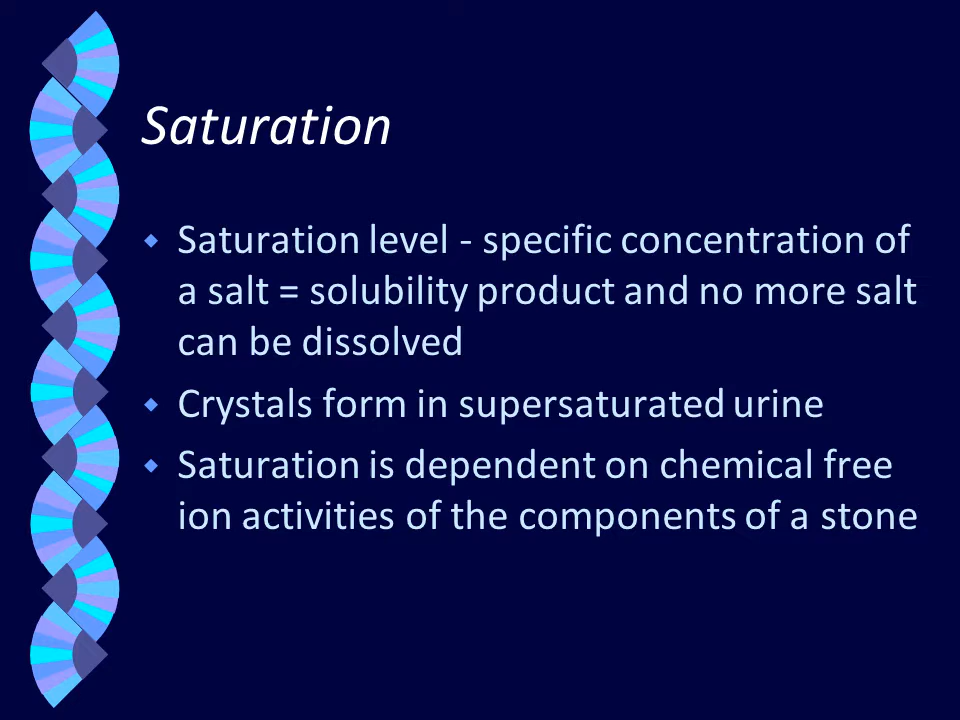 Saturation
Saturation level - specific concentration of
a salt = solubility product and no more salt
can be dissolved
Crystals form in supersaturated urine
Saturation is dependent on chemical free
ion activities of the components of a stone